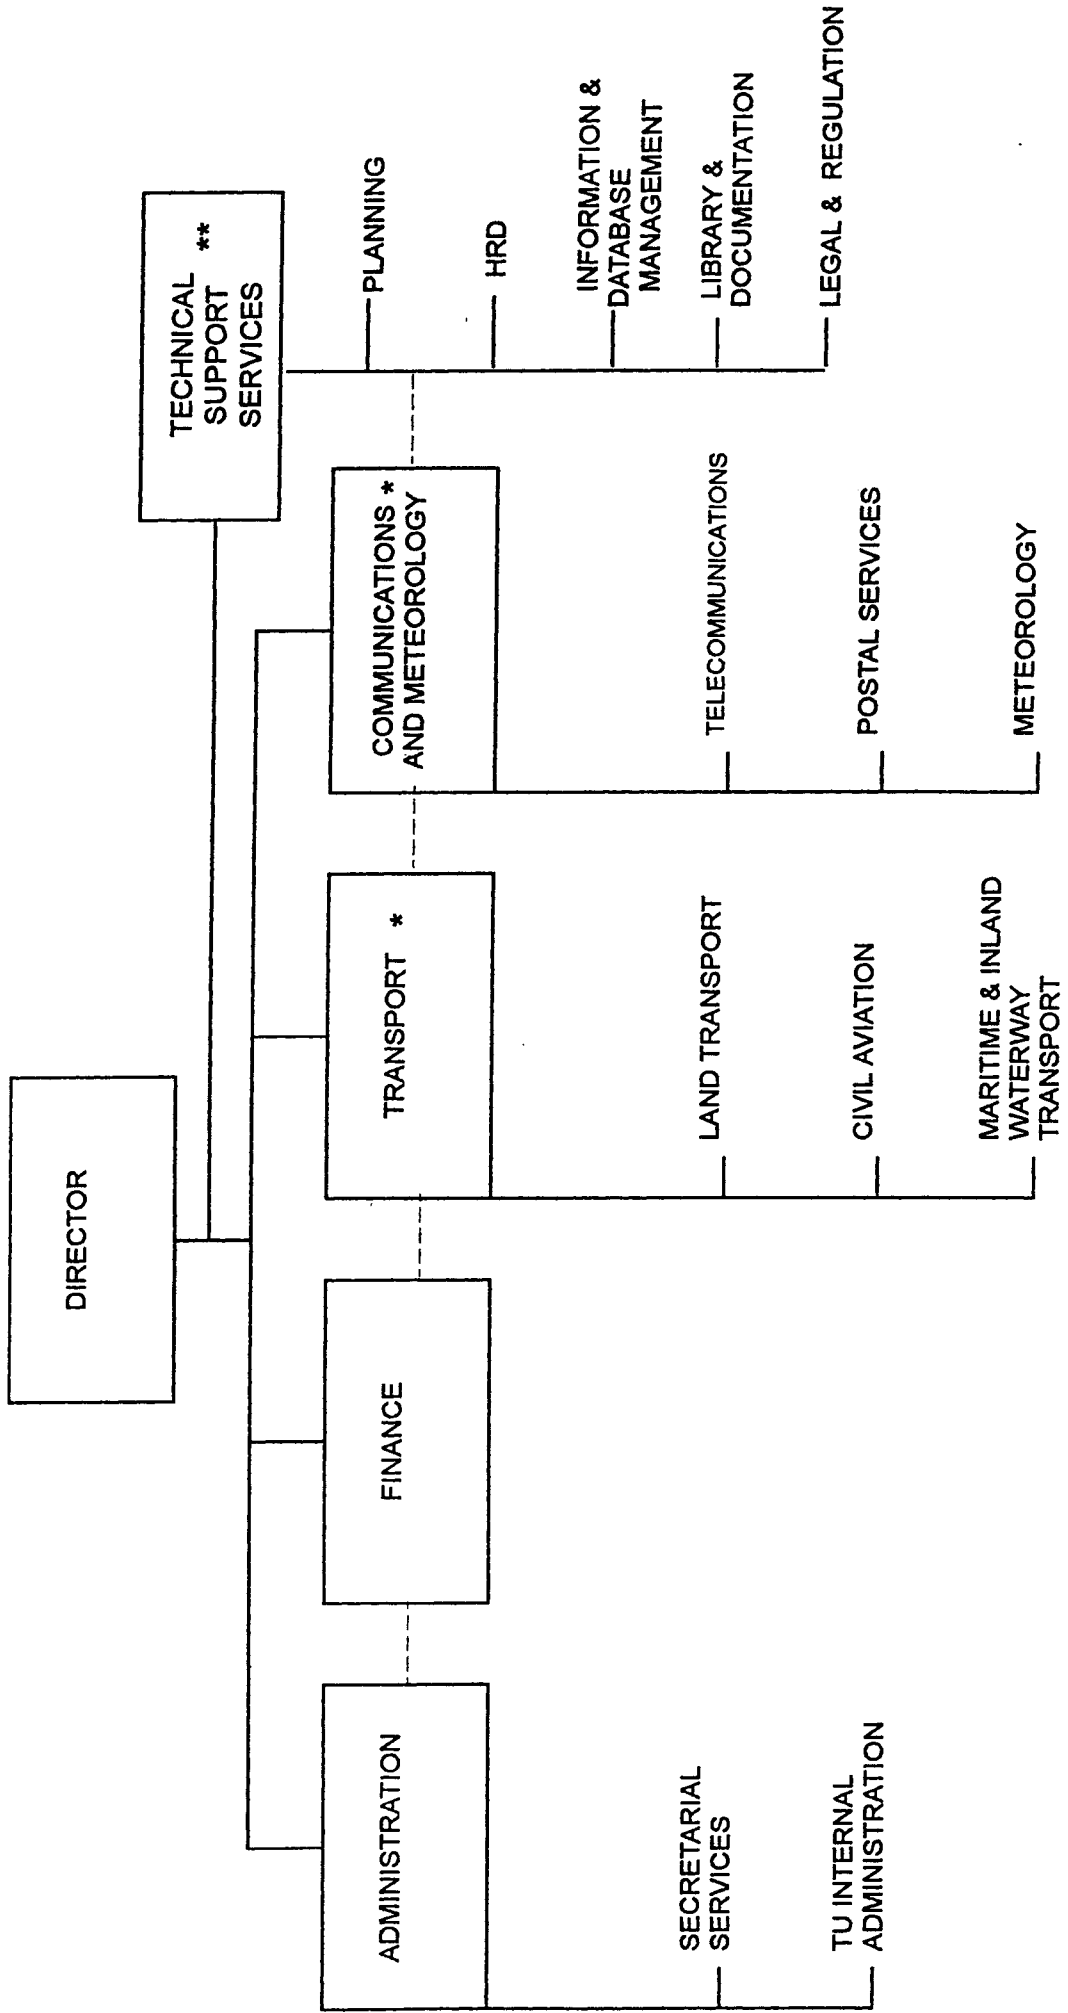 DIRECTOR
TECHNICAL
SUPPORT **
SERVICES
ADMINISTRATION
FINANCE
TRANSPORT *
COMMUNICATIONS *
AND METEOROLOGY
SECRETARIAL
SERVICES
TU INTERNAL
ADMINISTRATION
LAND TRANSPORT
CIVIL AVIATION
MARITIME & INLAND
WATERWAY
TRANSPORT
TELECOMMUNICATIONS
POSTAL SERVICES
METEOROLOGY
PLANNING
HRD
INFORMATION &
DATABASE
MANAGEMENT
LIBRARY &
DOCUMENTATION
LEGAL & REGULATION